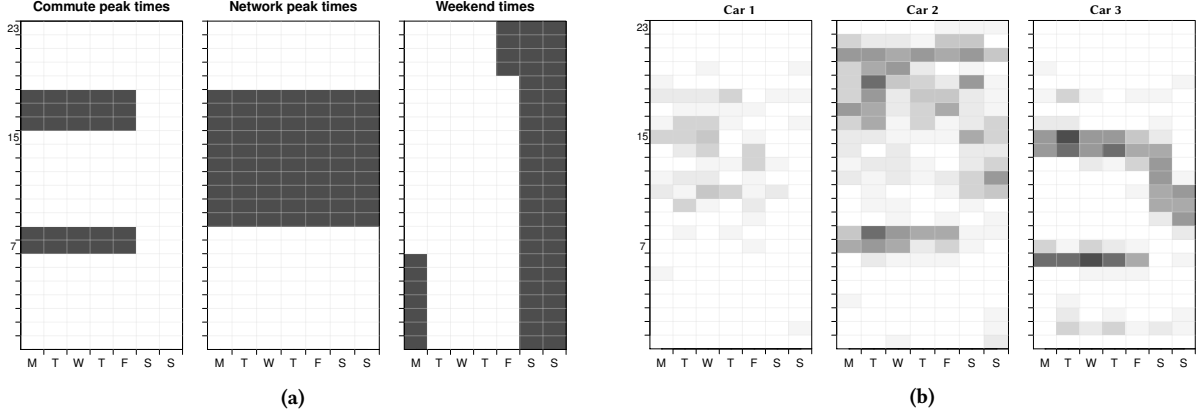 Commute peak times Network peak times Weekend times Car 1 Car 2 Car 3
23 23
15 15
7 7
M T W T F S S M T W T F S S M T W T F S S M T W T F S S M T W T F S S M T W T F S S
(a) (b)